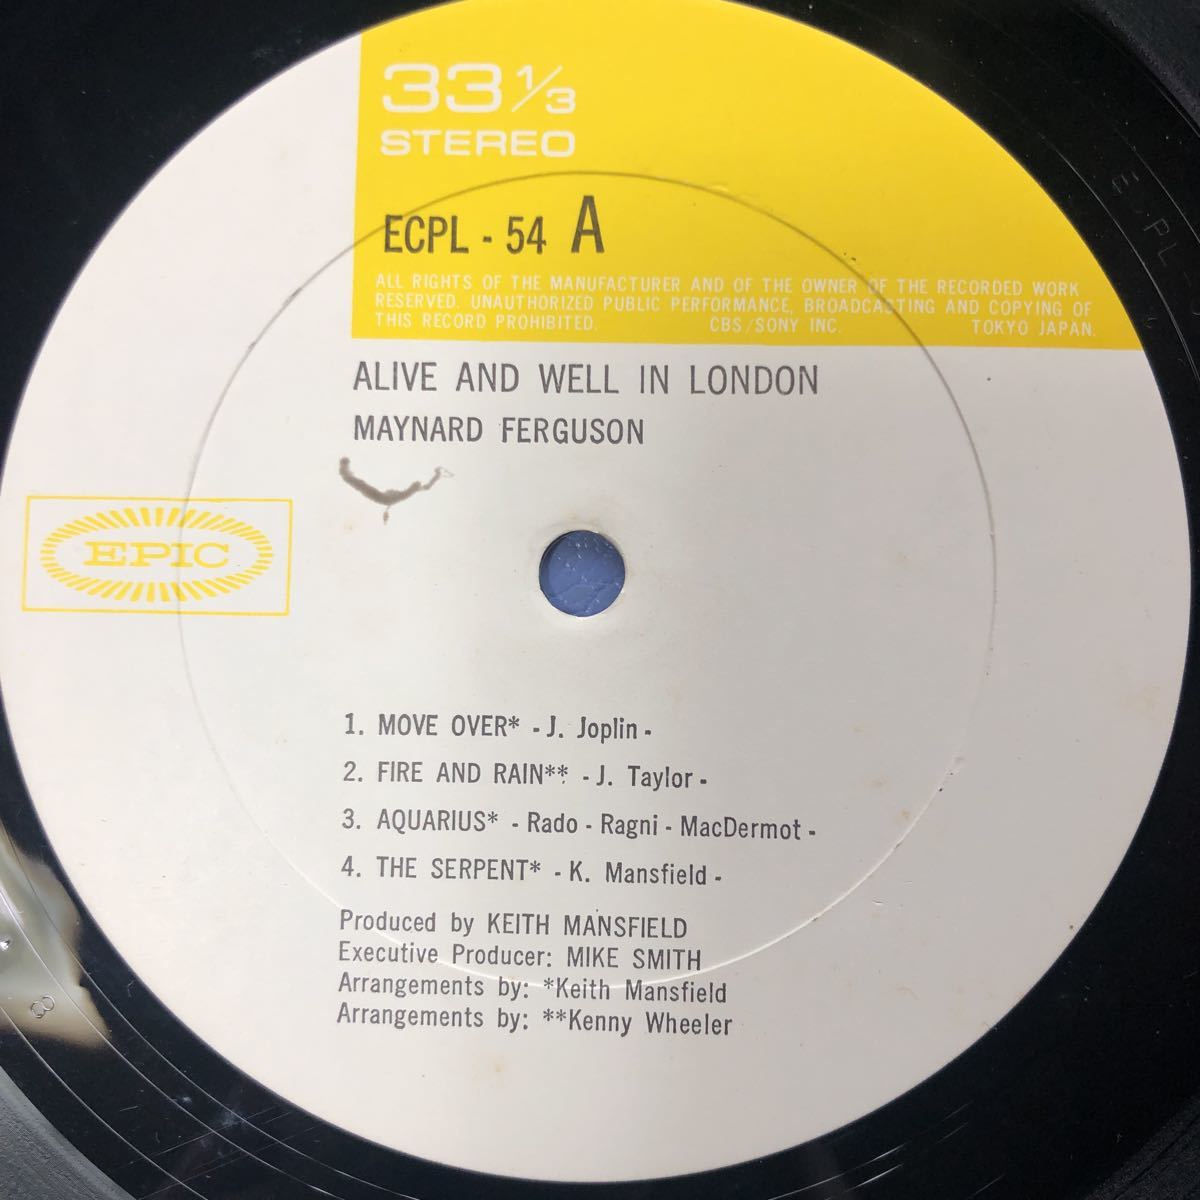 33 1/3
STEREO
ECPL - 54 A
ALL RIGHTS OF THE MANUFACTURER AND OF THE OWNER OF THE RECORDED WORK
RESERVED. UNAUTHORIZED PUBLIC PERFORMANCE, BROADCASTING AND COPYING OF
THIS RECORD PROHIBITED. CBS/SONY INC. TOKYO JAPAN.
ALIVE AND WELL IN LONDON
MAYNARD FERGUSON
EPIC
1. MOVE OVER* - J. Joplin -
2. FIRE AND RAIN** - J. Taylor -
3. AQUARIUS* - Rado - Ragni - MacDermot -
4. THE SERPENT* - K. Mansfield -
Produced by KEITH MANSFIELD
Executive Producer: MIKE SMITH
Arrangements by: *Keith Mansfield
Arrangements by: **Kenny Wheeler